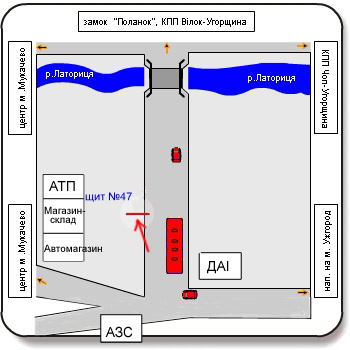 замок "Поланок", КПП Вілок-Угорщина
центр м .Мукачево
КПП Чоп-Угорщина
р.Латориця
р.Латориця
АТП
щит №47
Магазин-
склад
Автомагазин
ДАІ
центр м .Мукачево
нап. на м. Ужгород
АЗС